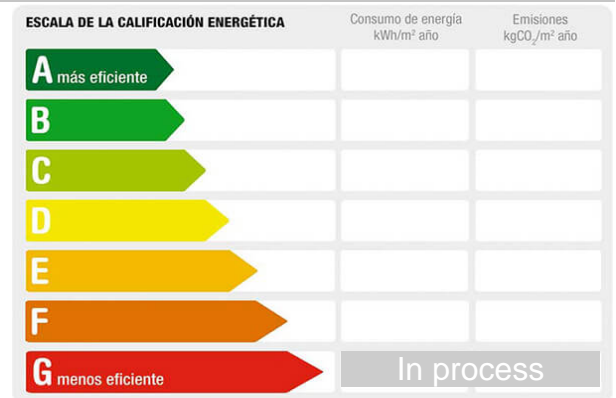 ESCALA DE LA CALIFICACIÓN ENERGÉTICA
Consumo de energía
kWh/m² año
Emisiones
kgCO₂/m² año
A más eficiente
B
C
D
E
F
G menos eficiente
In process